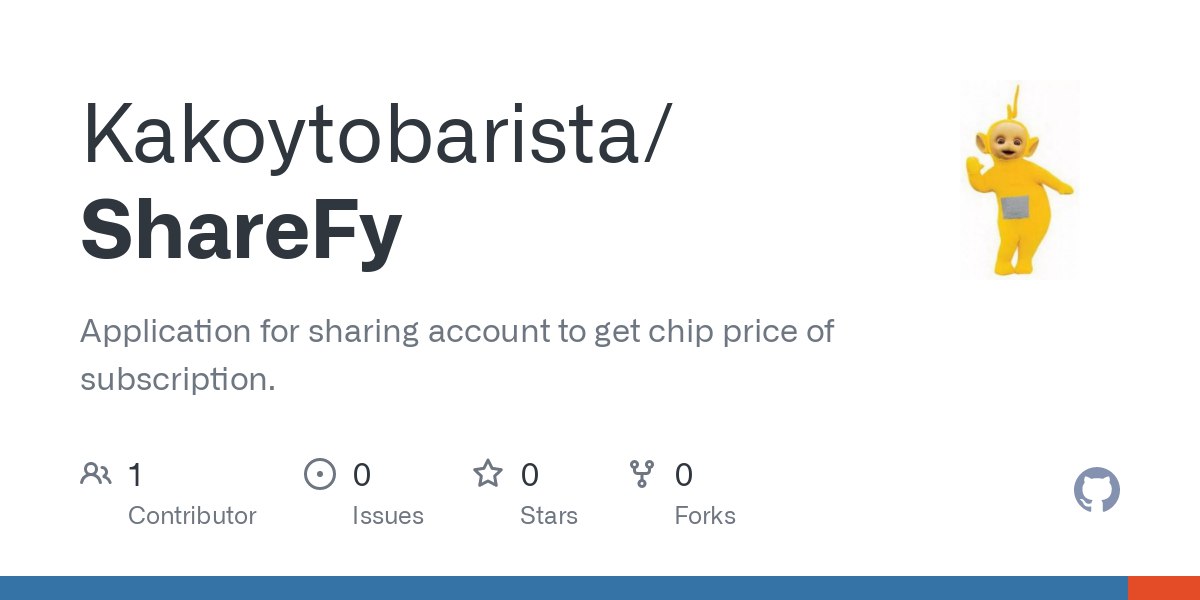 Kakoytobarista/
ShareFy
Application for sharing account to get chip price of
subscription.
1 0 0 0
Contributor Issues Stars Forks